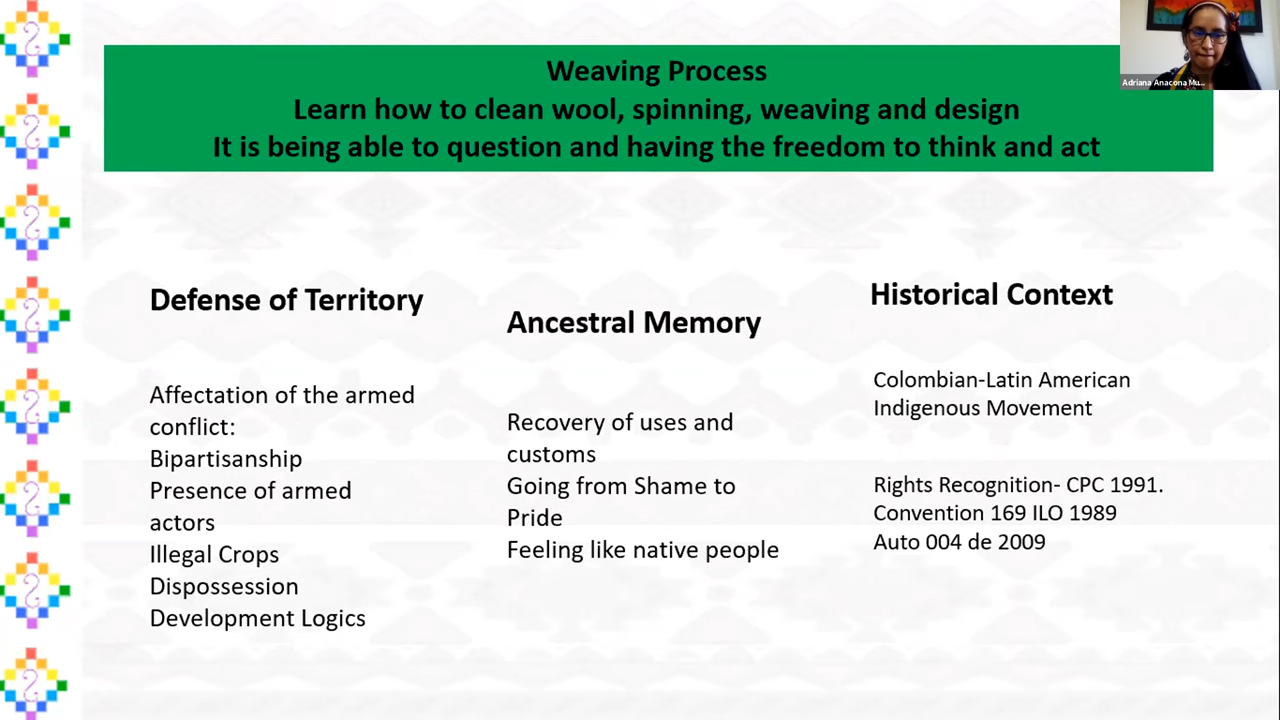 Weaving Process
Learn how to clean wool, spinning, weaving and design
It is being able to question and having the freedom to think and act
Adriana Anacona Mu...
Defense of Territory
Affectation of the armed
conflict:
Bipartisanship
Presence of armed
actors
Illegal Crops
Dispossession
Development Logics
Ancestral Memory
Recovery of uses and
customs
Going from Shame to
Pride
Feeling like native people
Historical Context
Colombian-Latin American
Indigenous Movement
Rights Recognition- CPC 1991.
Convention 169 ILO 1989
Auto 004 de 2009